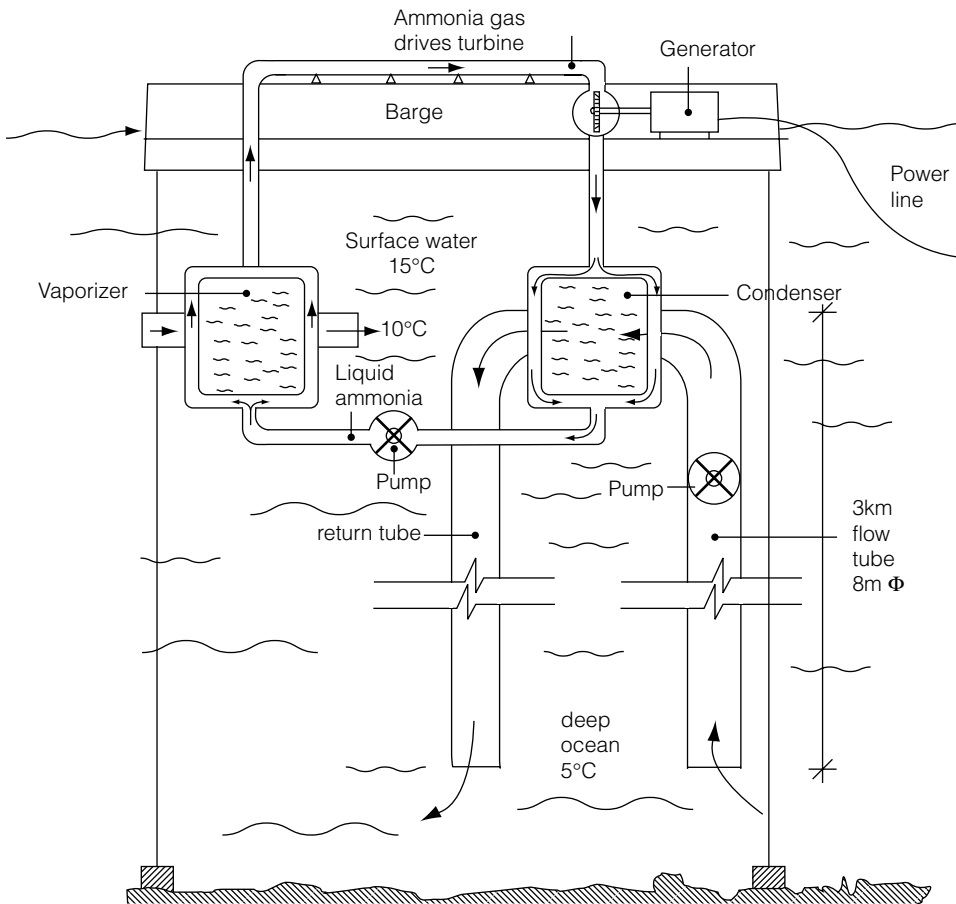 Ammonia gas
drives turbine
Generator
Barge
Power
line
Surface water
15°C
Vaporizer
Condenser
10°C
Liquid
ammonia
Pump
Pump
return tube
3km
flow
tube
8m Φ
deep
ocean
5°C